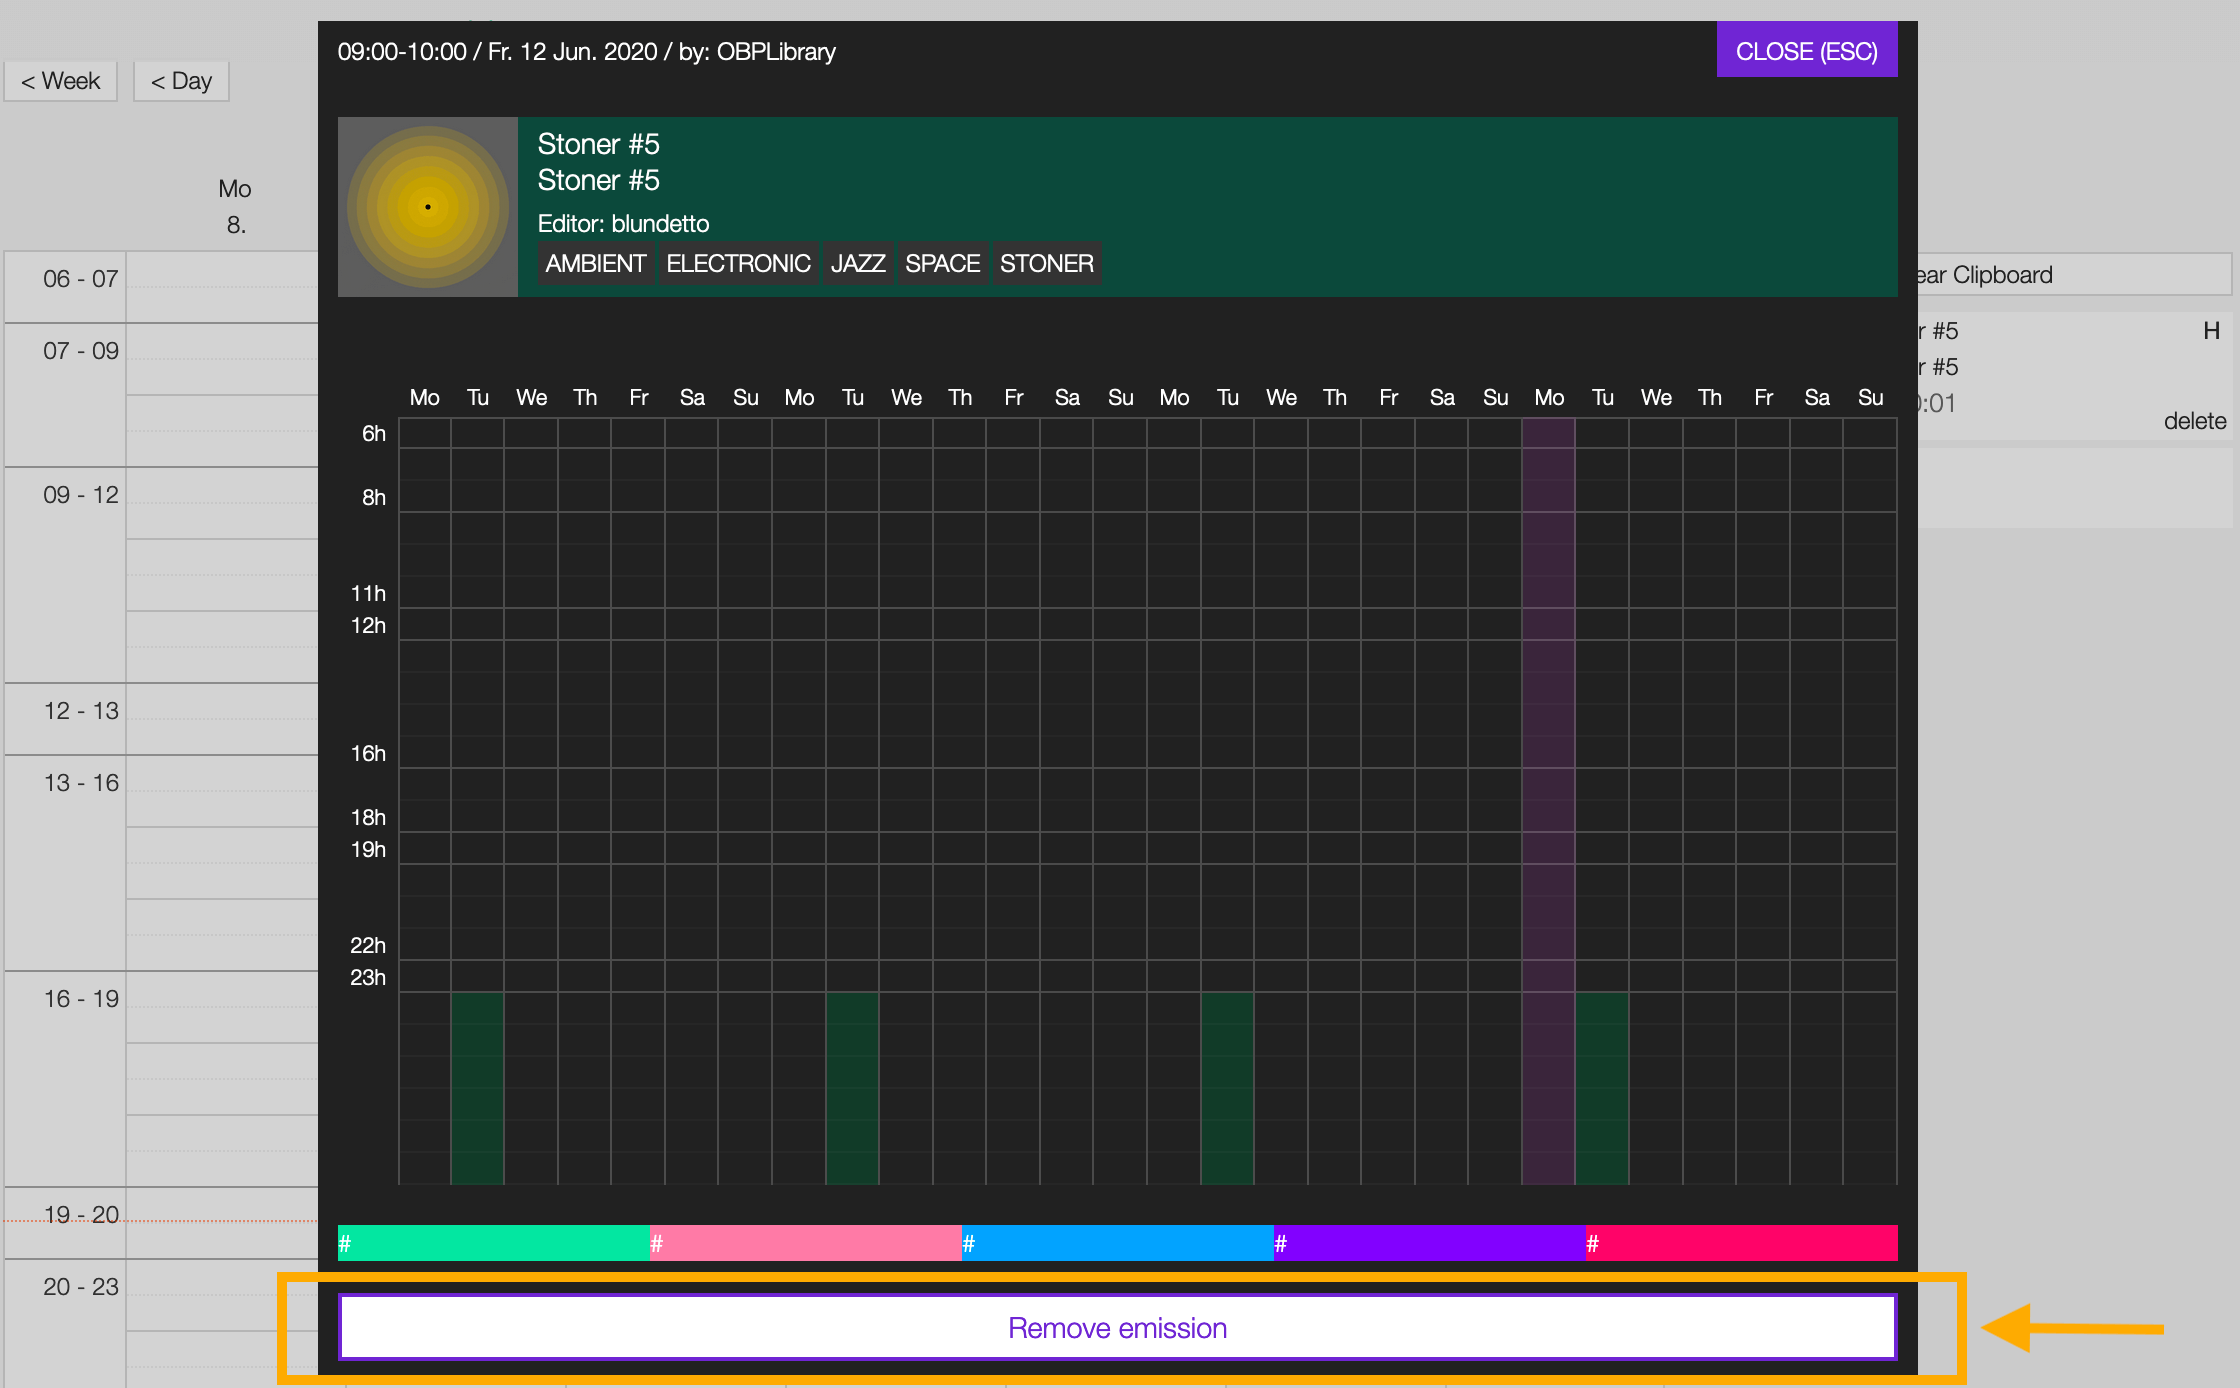 09:00-10:00 / Fr. 12 Jun. 2020 / by: OBPLibrary
CLOSE (ESC)
< Week
< Day
Stoner #5
Stoner #5
Editor: blundetto
AMBIENT ELECTRONIC JAZZ SPACE STONER
Mo
8.
06 - 07
07 - 09
09 - 12
12 - 13
13 - 16
16 - 19
19 - 20
20 - 23
Clipboard
#5
H
#5
delete
Mo Tu We Th Fr Sa Su Mo Tu We Th Fr Sa Su Mo Tu We Th Fr Sa Su Mo Tu We Th Fr Sa Su
6h
8h
11h
12h
16h
18h
19h
22h
23h
# # # # #
Remove emission